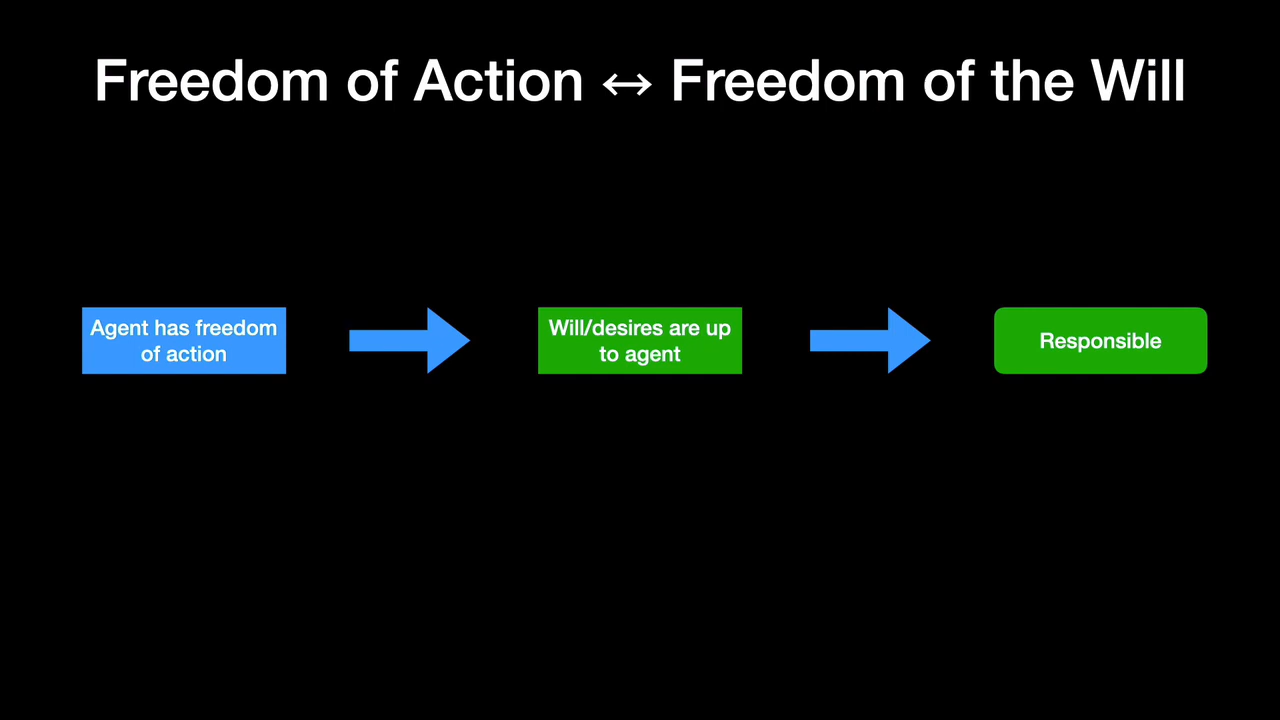 Freedom of Action ↔ Freedom of the Will
Agent has freedom
of action
Will/desires are up
to agent
Responsible